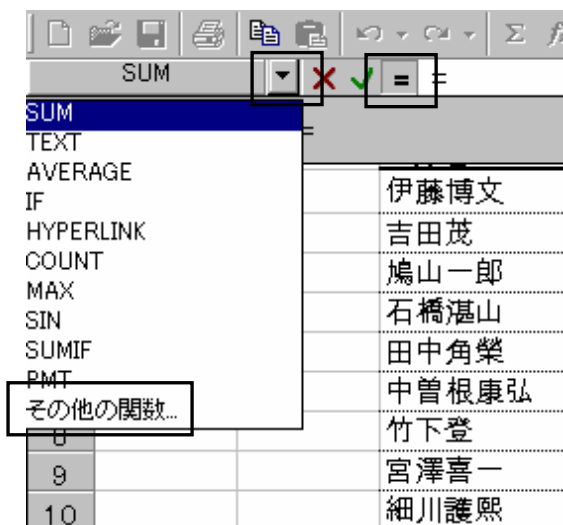 Σ f
SUM = =
SUM
=
TEXT
AVERAGE
伊藤博文
IF
HYPERLINK
吉田茂
COUNT
鳩山一郎
MAX
SIN
石橋湛山
SUMIF
田中角榮
PMT
中曽根康弘
その他の関数...
8
竹下登
9
宮澤喜一
10
細川護熙